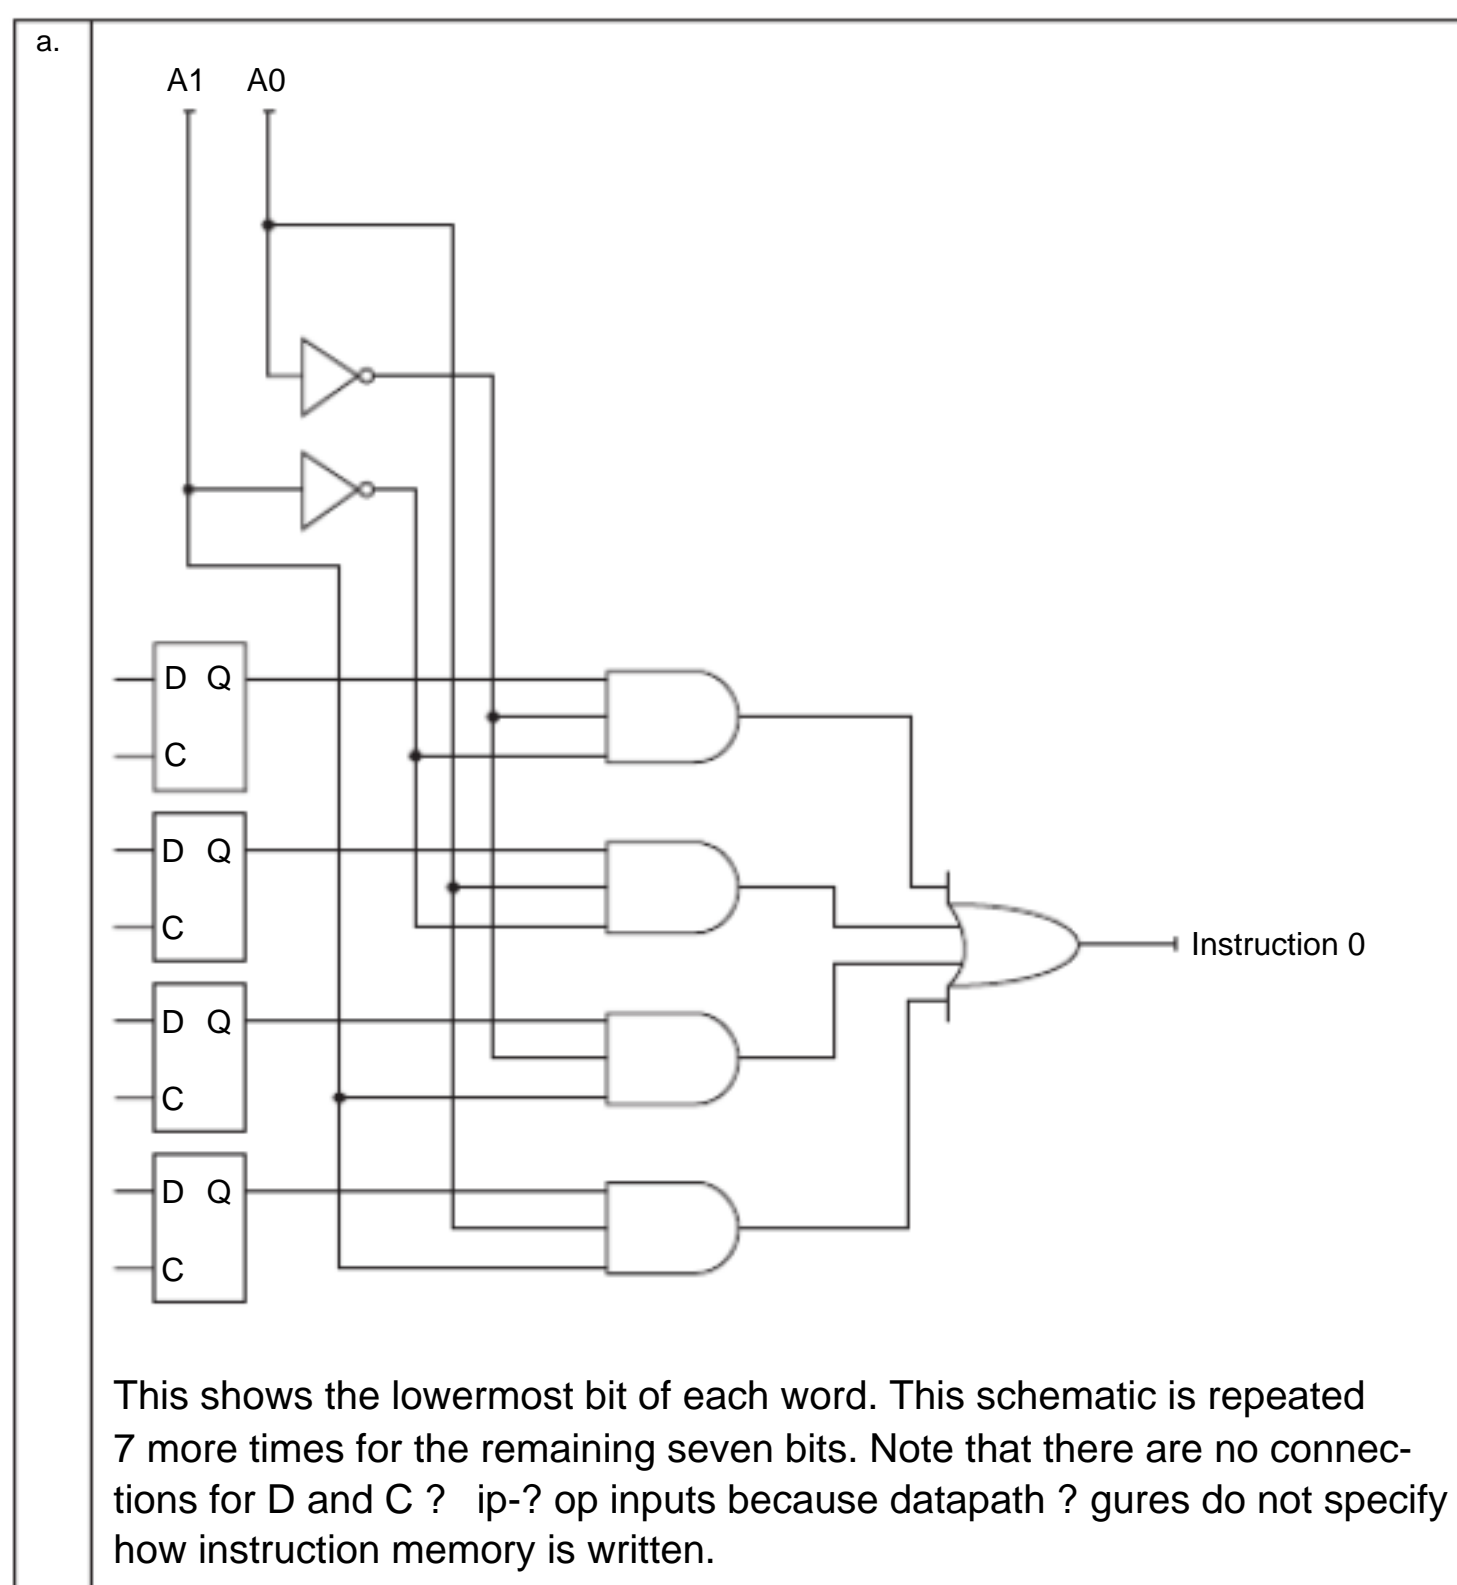 a.
A1 A0
D Q
C
D Q
C
Instruction 0
D Q
C
D Q
C
This shows the lowermost bit of each word. This schematic is repeated
7 more times for the remaining seven bits. Note that there are no connec-
tions for D and C ? ip-? op inputs because datapath ? gures do not specify
how instruction memory is written.